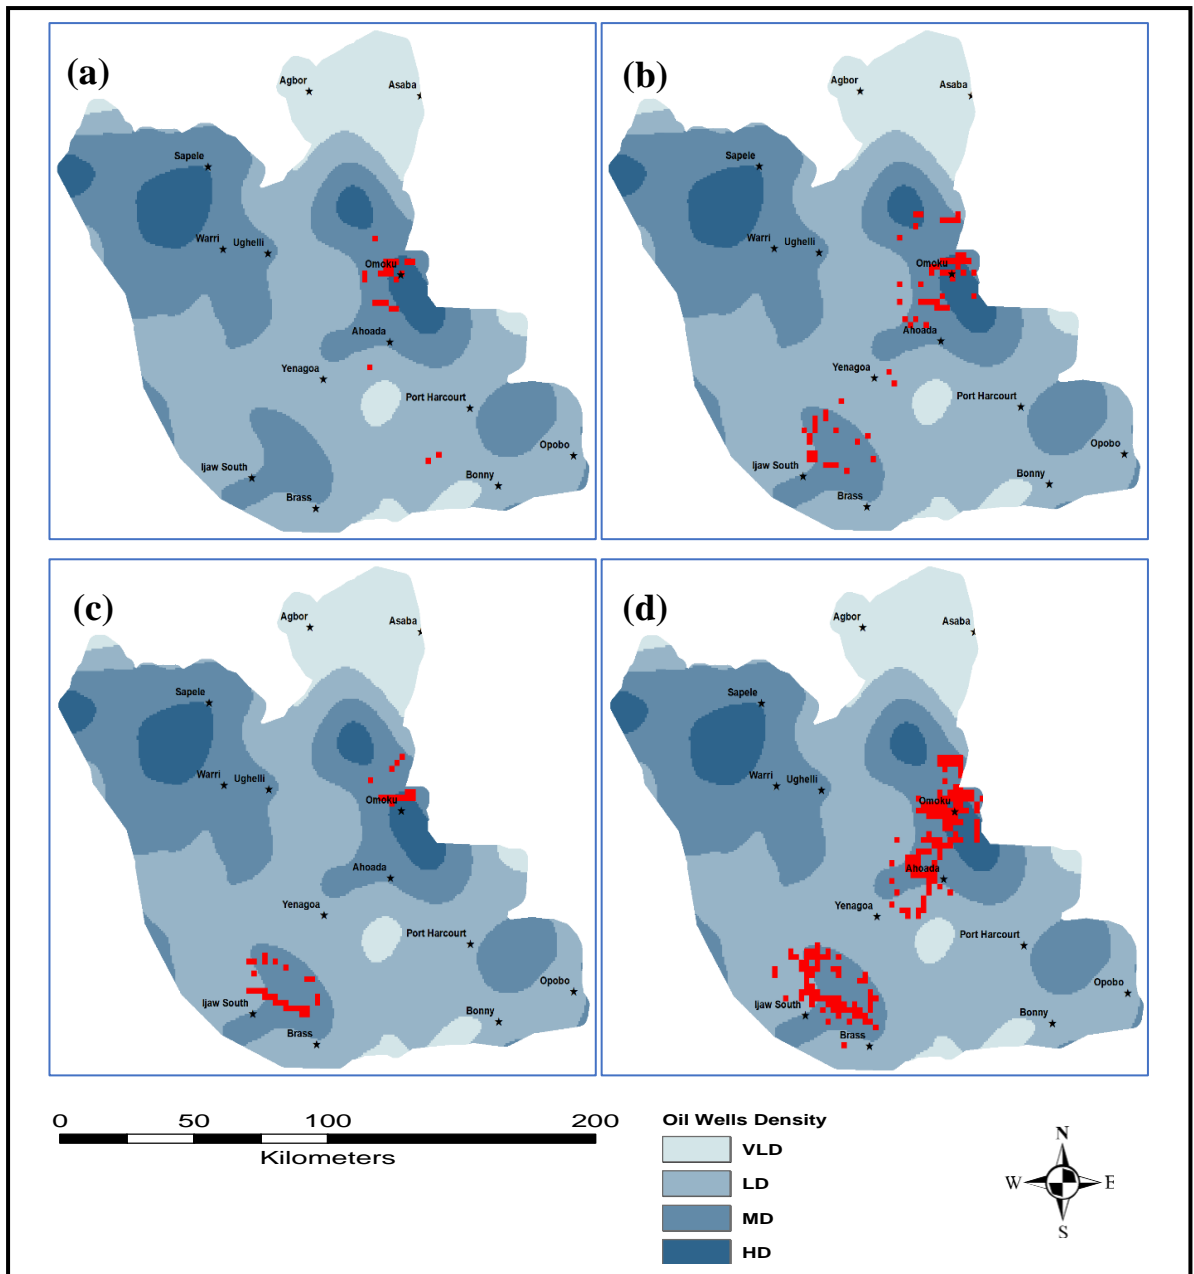 (a)
Agbor
Asaba
Sapele
Warri
Ughelli
Omoku
Ahoada
Yenagoa
Port Harcourt
Opobo
Ijaw South
Bonny
Brass
(b)
Agbor
Asaba
Sapele
Warri
Ughelli
Omoku
Ahoada
Yenagoa
Port Harcourt
Opobo
Ijaw South
Bonny
Brass
(c)
Agbor
Asaba
Sapele
Warri
Ughelli
Omoku
Ahoada
Yenagoa
Port Harcourt
Opobo
Ijaw South
Bonny
Brass
(d)
Agbor
Asaba
Sapele
Warri
Ughelli
Omoku
Ahoada
Yenagoa
Port Harcourt
Opobo
Ijaw South
Bonny
Brass
0 50 100 200
Kilometers
Oil Wells Density
VLD
LD
MD
HD
N
W E
S